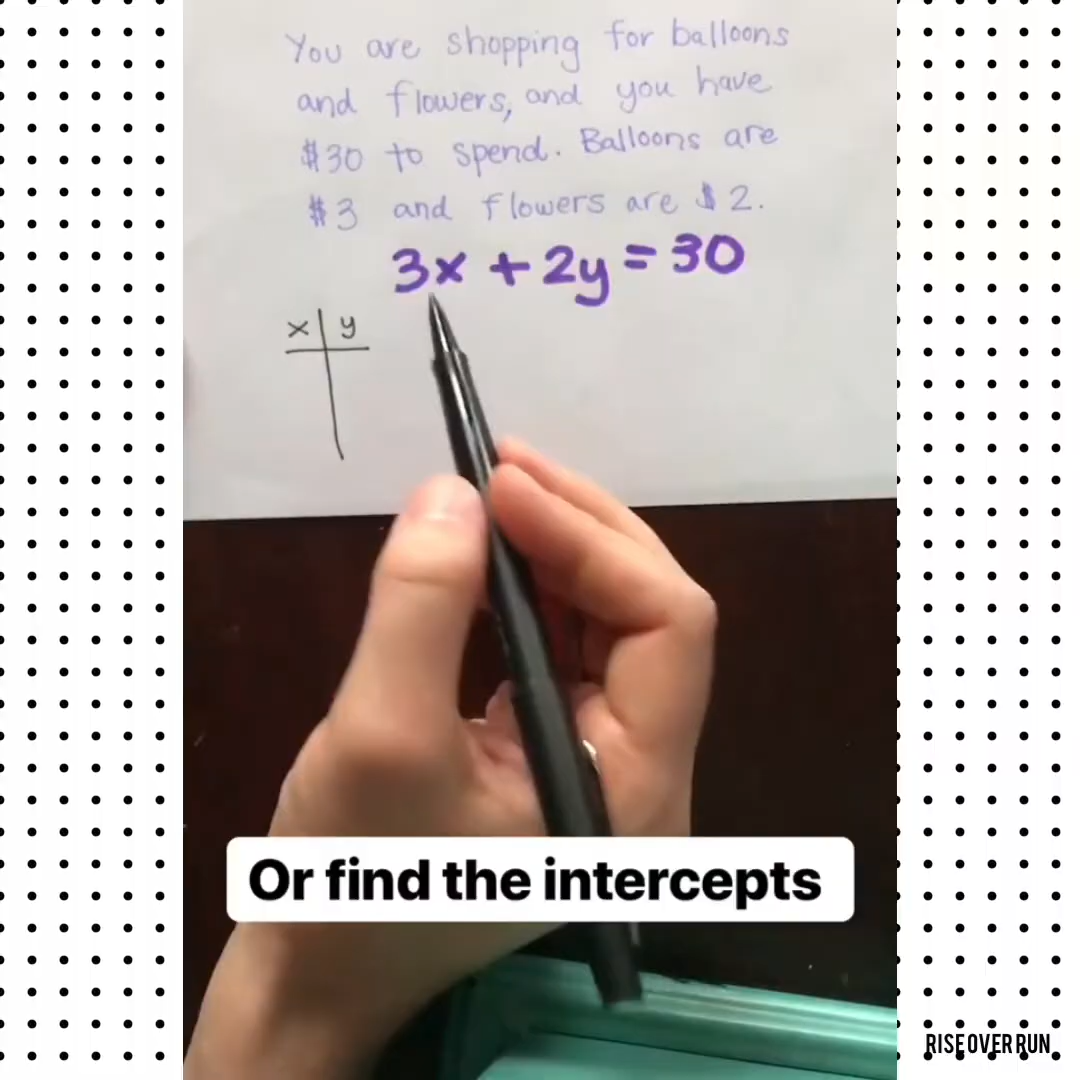 You are shopping for balloons
and flowers, and you have
$30 to spend. Balloons are
$3 and flowers are $2.
3x + 2y = 30
x y
Or find the intercepts
RISE OVER RUN